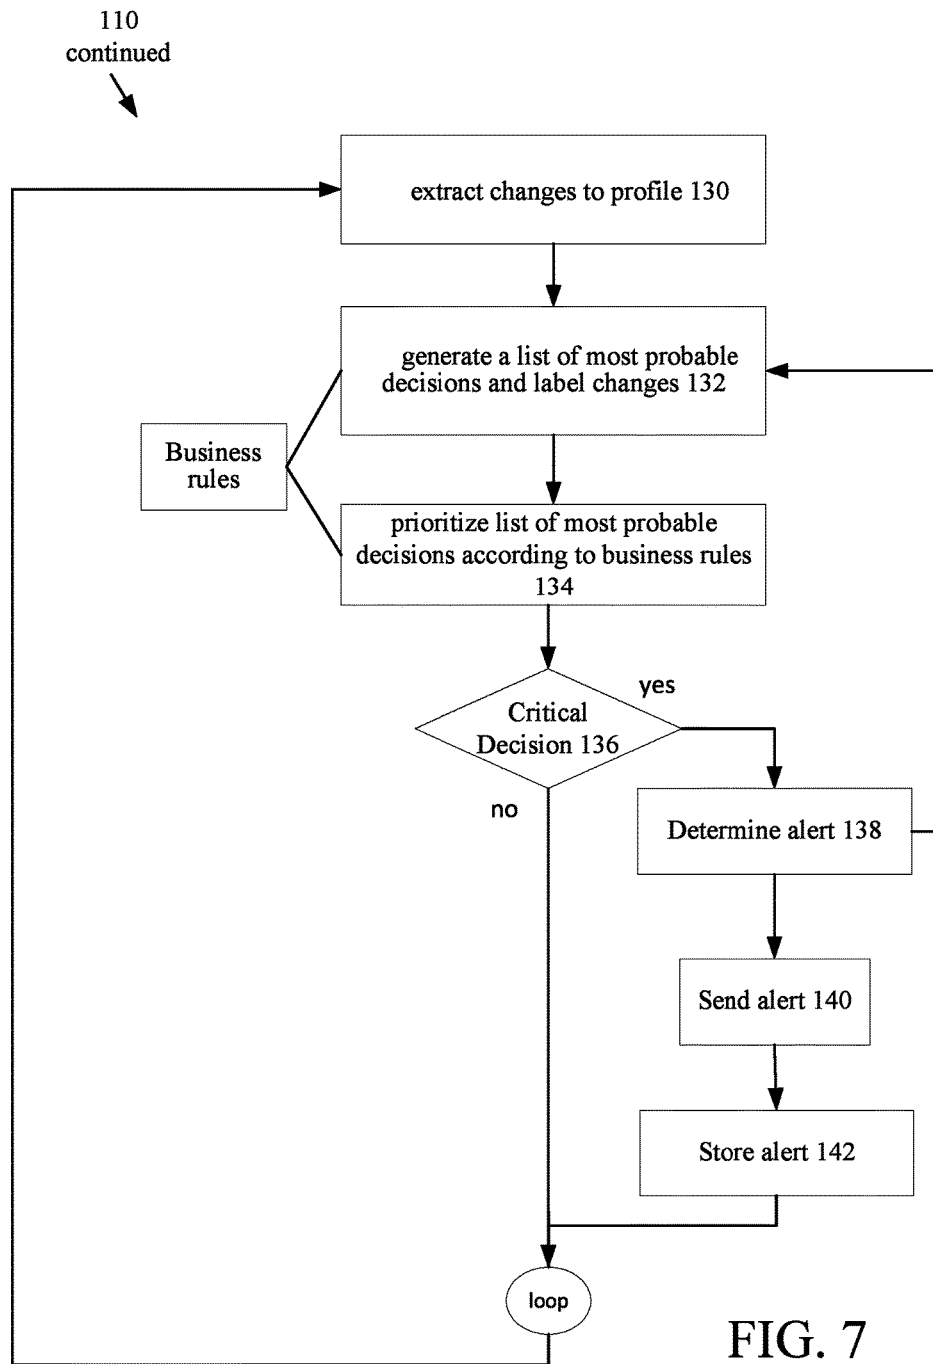 110
continued
extract changes to profile 130
generate a list of most probable
decisions and label changes 132
Business
rules
prioritize list of most probable
decisions according to business rules
134
yes
Critical
Decision 136
no
Determine alert 138
Send alert 140
Store alert 142
loop
FIG. 7